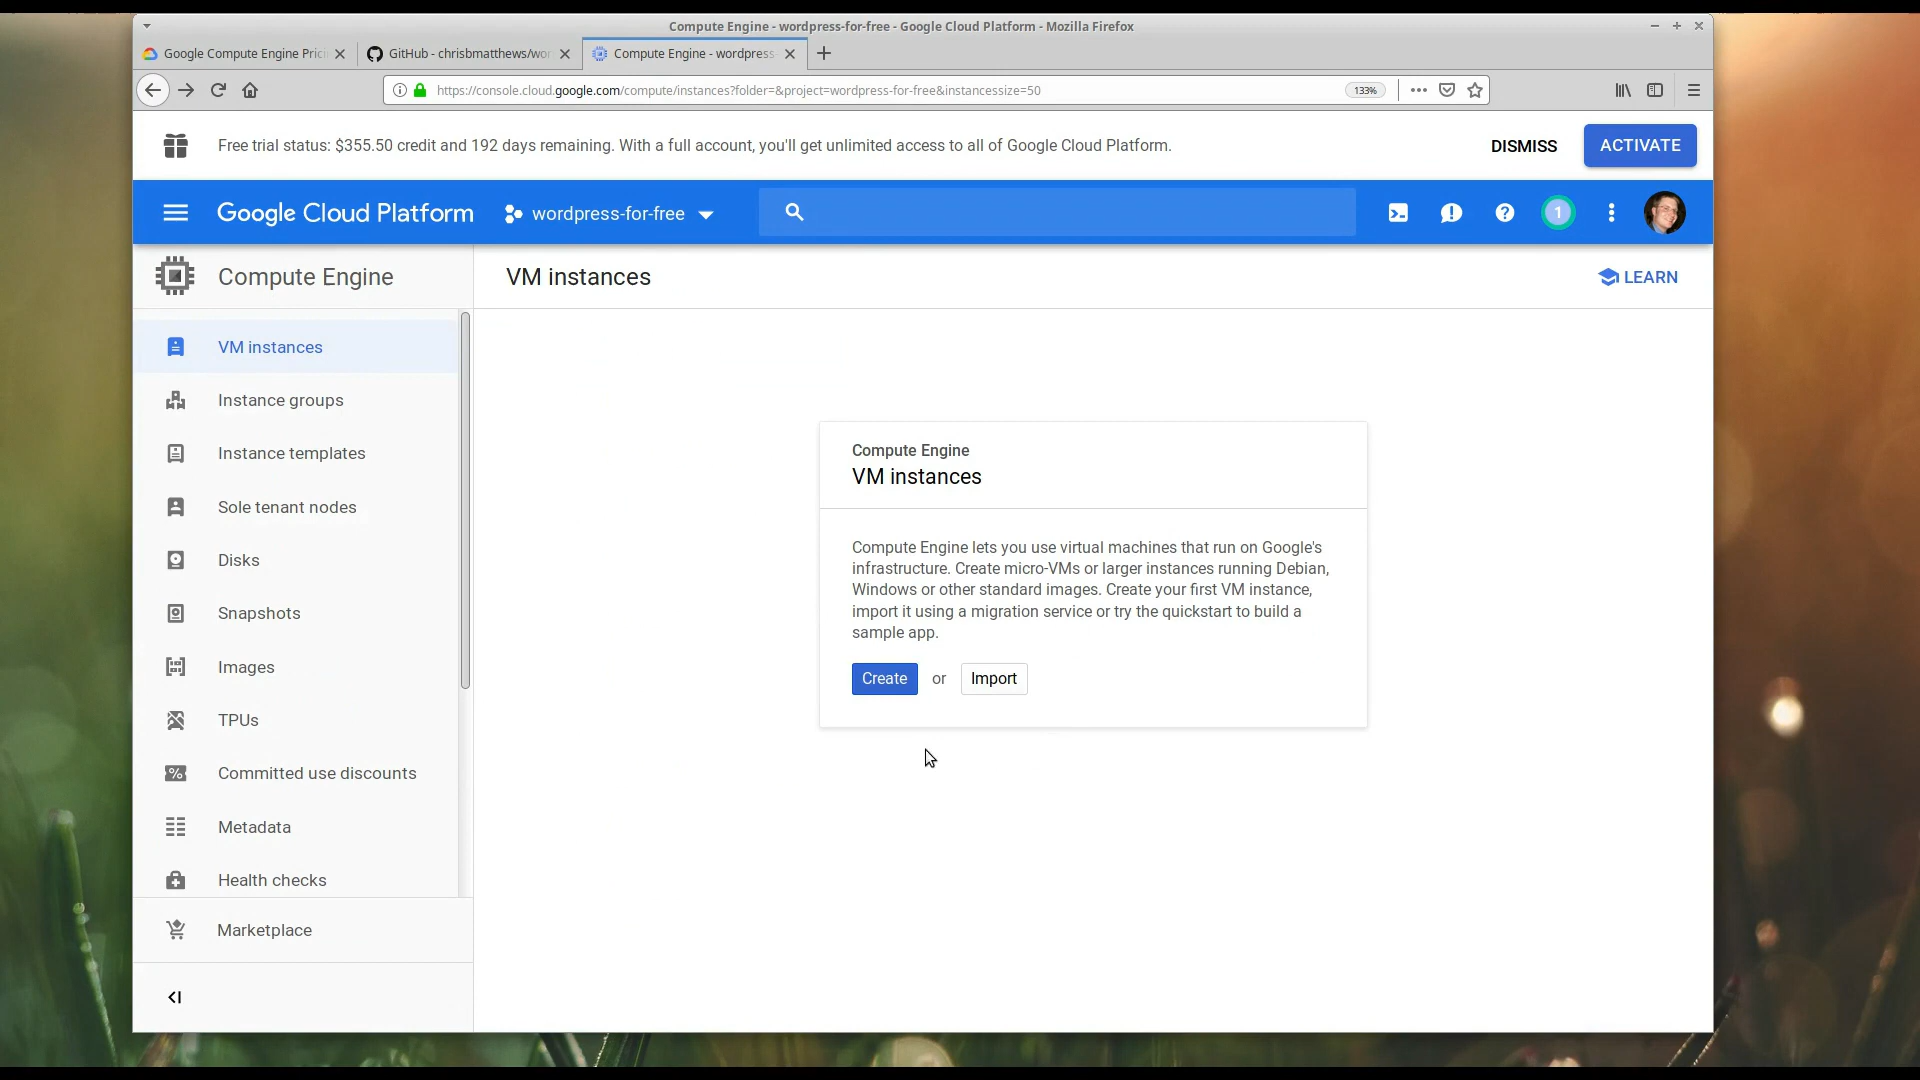 Compute Engine - wordpress-for-free - Google Cloud Platform - Mozilla Firefox
Google Compute Engine Pric
GitHub - chrisbmatthews/wor
Compute Engine - wordpress-
https://console.cloud.google.com/compute/instances?folder=&project=wordpress-for-free&instancessize=50
133%
Free trial status: $355.50 credit and 192 days remaining. With a full account, you'll get unlimited access to all of Google Cloud Platform.
DISMISS
ACTIVATE
Google Cloud Platform
wordpress-for-free
1
Compute Engine
VM instances
LEARN
VM instances
Instance groups
Instance templates
Sole tenant nodes
Disks
Snapshots
Images
TPUs
Committed use discounts
Metadata
Health checks
Marketplace
Compute Engine
VM instances
Compute Engine lets you use virtual machines that run on Google's
infrastructure. Create micro-VMs or larger instances running Debian,
Windows or other standard images. Create your first VM instance,
import it using a migration service or try the quickstart to build a
sample app.
Create or Import